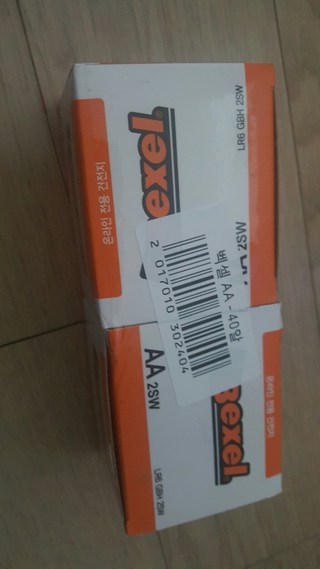 Bexel
LR6 GBH 2SW
온라인 전용 건전지
2SW
벡셀 AA - 40알
2 017010 302404
AA 2SW
Bexel
온라인 전용 건전지
LR6 GBH 2SW